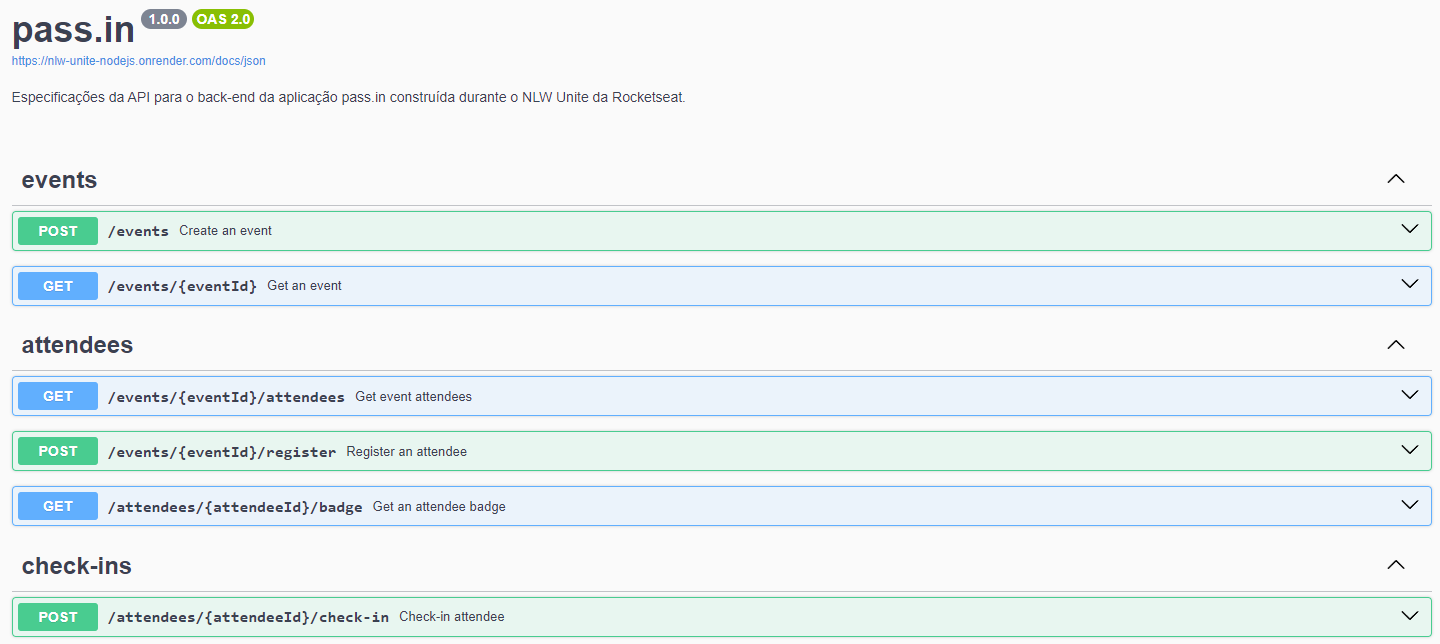 pass.in 1.0.0 OAS 2.0
https://nlw-unite-nodejs.onrender.com/docs/json
Especificações da API para o back-end da aplicação pass.in construída durante o NLW Unite da Rocketseat.
events
POST /events Create an event
GET /events/{eventId} Get an event
attendees
GET /events/{eventId}/attendees Get event attendees
POST /events/{eventId}/register Register an attendee
GET /attendees/{attendeeId}/badge Get an attendee badge
check-ins
POST /attendees/{attendeeId}/check-in Check-in attendee